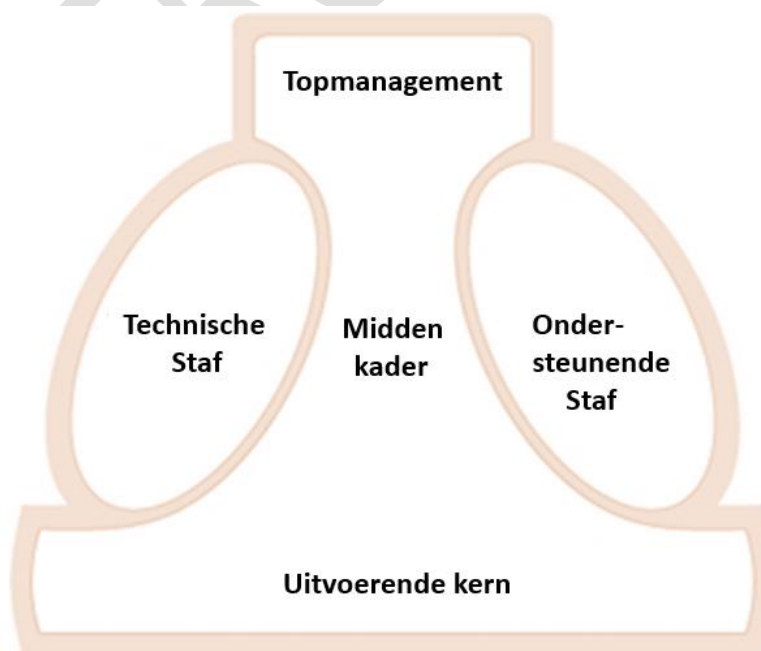 Topmanagement
Technische
Staf
Midden
kader
Onder-
steunende
Staf
Uitvoerende kern